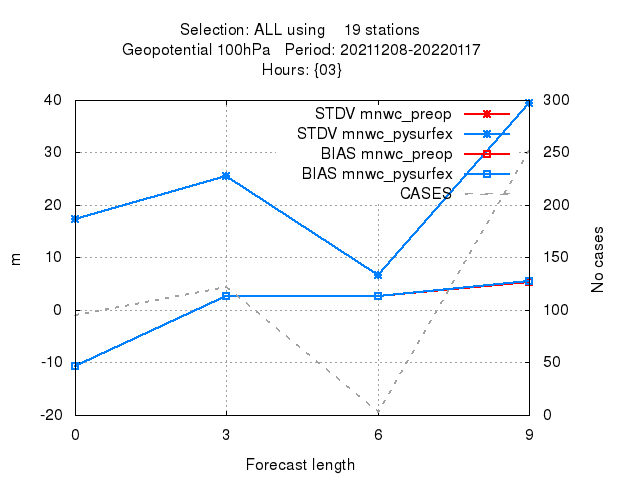 Selection: ALL using 19 stations
Geopotential 100hPa Period: 20211208-20220117
Hours: {03}
40 300
STDV mnwc_preop
STDV mnwc_pysurfex
30 BIAS mnwc_preop 250
BIAS mnwc_pysurfex
CASES
20 200
10 150
m No cases
0 100
-10 50
-20 0
0 3 6 9
Forecast length